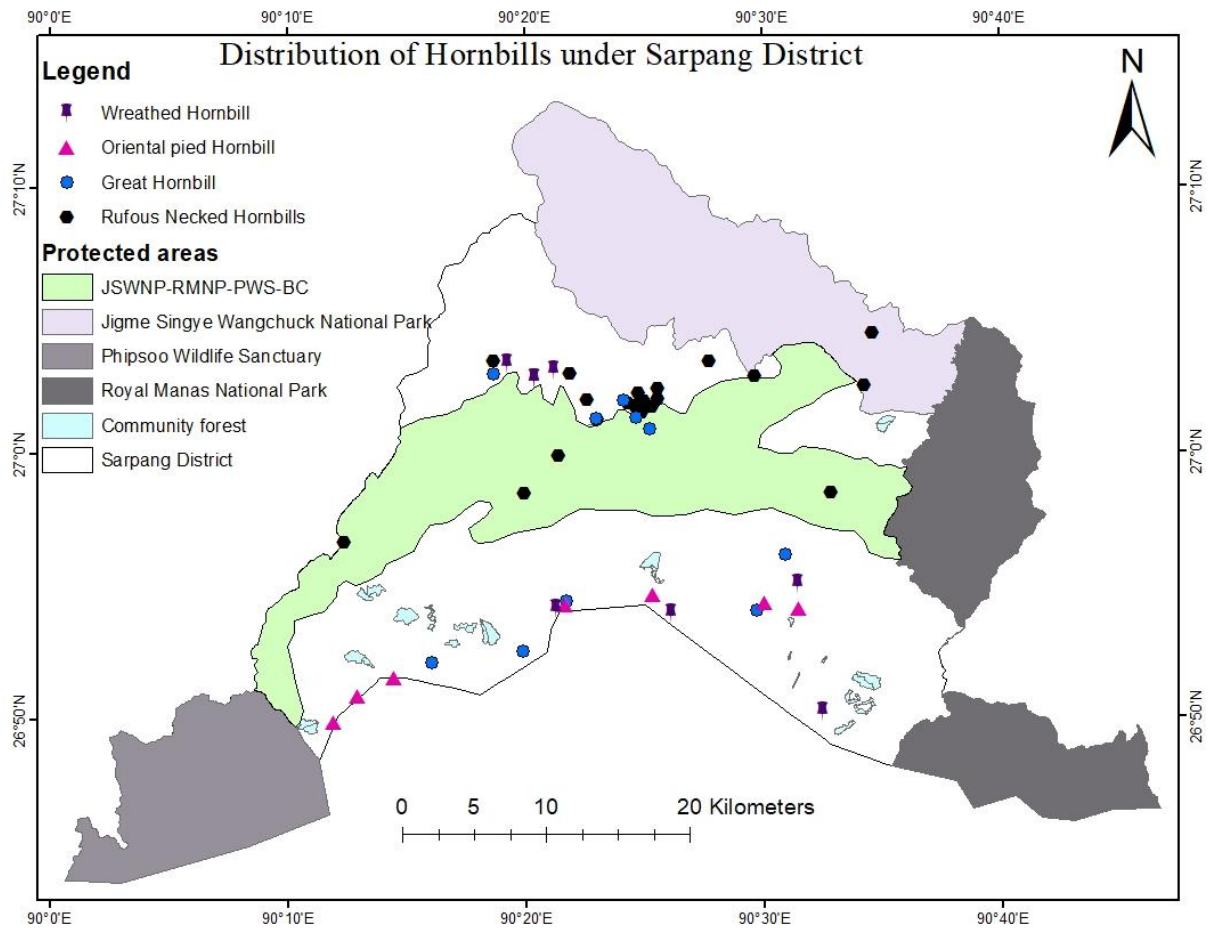 90°0'E 90°10'E 90°20'E 90°30'E 90°40'E
Distribution of Hornbills under Sarpang District
Legend
N
Wreathed Hornbill
Oriental pied Hornbill
Great Hornbill
Rufous Necked Hornbills
Protected areas
JSWNP-RMNP-PWS-BC
Jigme Singye Wangchuck National Park
Phipsoo Wildlife Sanctuary
Royal Manas National Park
Community forest
Sarpang District
27°10'N 27°10'N
27°0'N 27°0'N
26°50'N 26°50'N
0 5 10 20 Kilometers
90°0'E 90°10'E 90°20'E 90°30'E 90°40'E